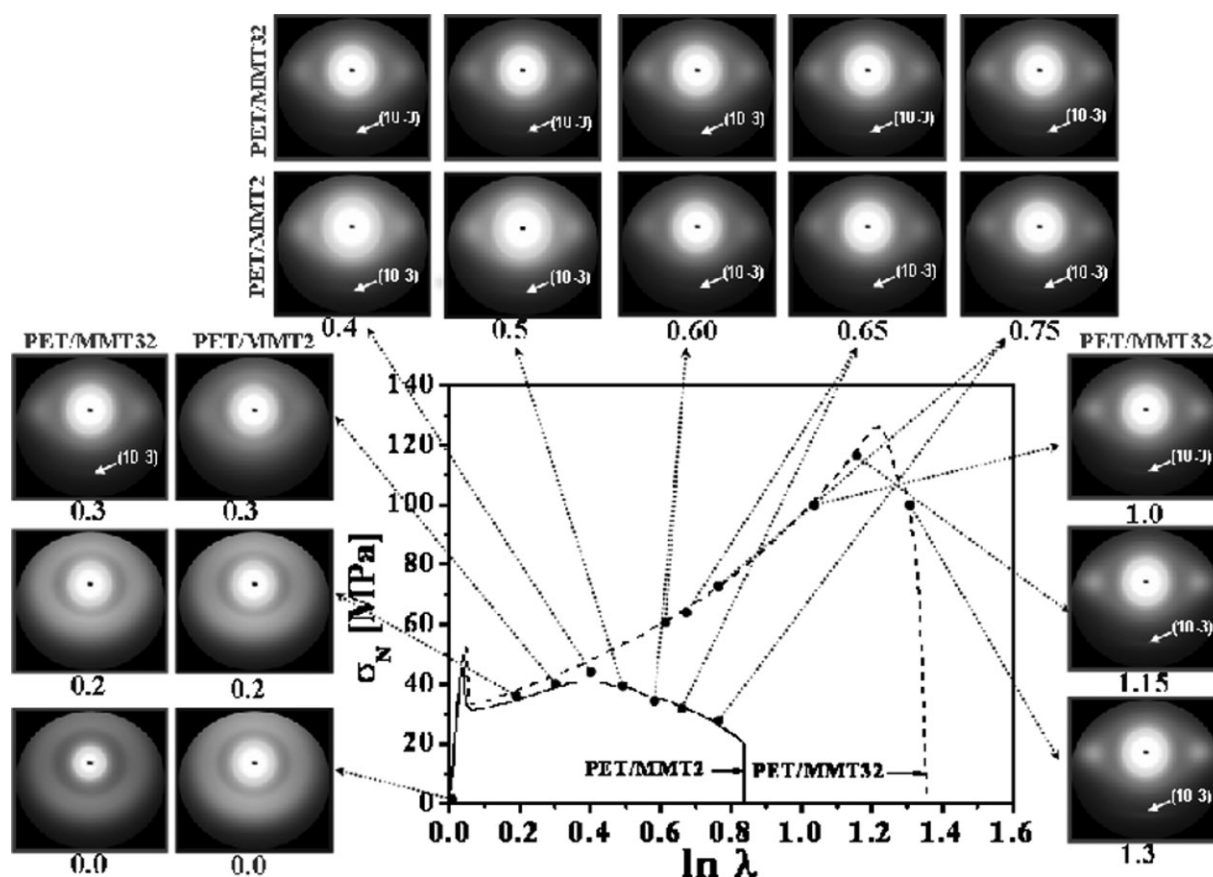 PET/MMT32
(10-3) (10-3) (10-3) (10-3) (10-3)
PET/MMT2
(10-3) (10-3) (10-3) (10-3) (10-3)
0.4 0.5 0.60 0.65 0.75
PET/MMT32 PET/MMT2
(10-3)
0.3 0.3
0.2 0.2
0.0 0.0
σN [MPa]
140
120
100
80
60
40
20
0
PET/MMT2 PET/MMT32
0.0 0.2 0.4 0.6 0.8 1.0 1.2 1.4 1.6
ln λ
PET/MMT32
(10-3)
1.0
(10-3)
1.15
(10-3)
1.3